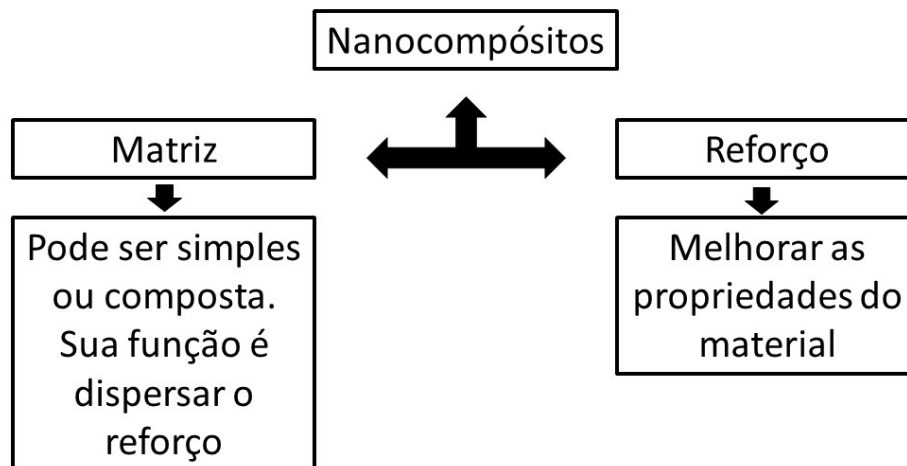 Nanocompósitos
Matriz
Reforço
Pode ser simples
ou composta.
Sua função é
dispersar o
reforço
Melhorar as
propriedades do
material